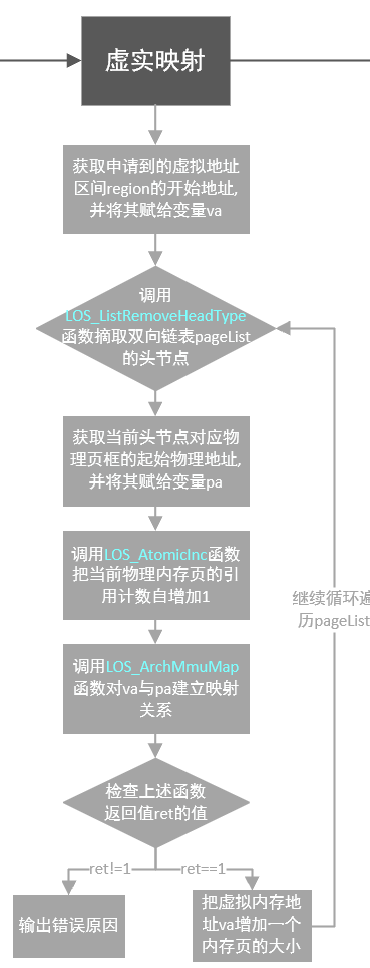 虚实映射
获取申请到的虚拟地址
区间region的开始地址,
并将其赋给变量va
调用
LOS_ListRemoveHeadType
函数摘取双向链表pageList
的头节点
获取当前头节点对应物
理页框的起始物理地址,
并将其赋给变量pa
调用LOS_AtomicInc函数
把当前物理内存页的引
用计数自增加1
继续循环遍
历pageList
调用LOS_ArchMmuMap
函数对va与pa建立映射
关系
检查上述函数
返回值ret的值
ret!=1
ret==1
输出错误原因
把虚拟内存地
址va增加一个
内存页的大小